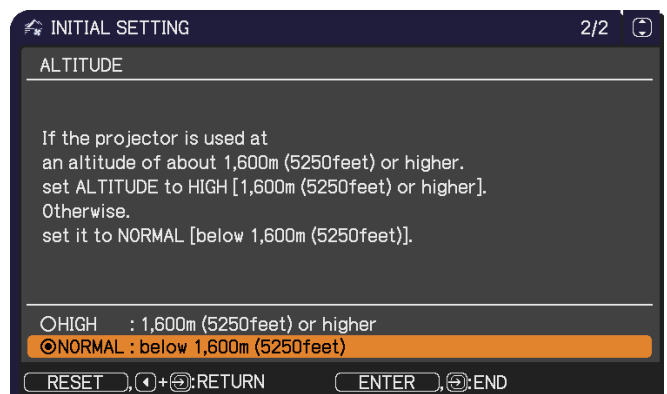 INITIAL SETTING 2/2
ALTITUDE
If the projector is used at
an altitude of about 1,600m (5250feet) or higher.
set ALTITUDE to HIGH [1,600m (5250feet) or higher].
Otherwise.
set it to NORMAL [below 1,600m (5250feet)].
HIGH : 1,600m (5250feet) or higher
NORMAL : below 1,600m (5250feet)
RESET ,+:RETURN ENTER ,:END